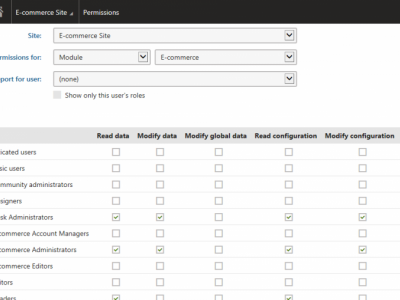 E-commerce Site Permissions
Site: E-commerce Site
ermissions for: Module E-commerce
port for user: (none)
Show only this user's roles
Read data Modify data Modify global data Read configuration Modify configuration
nticated users
sic users
mmunity administrators
signers
sk Administrators
commerce Account Managers
commerce Administrators
commerce Editors
itors
aders